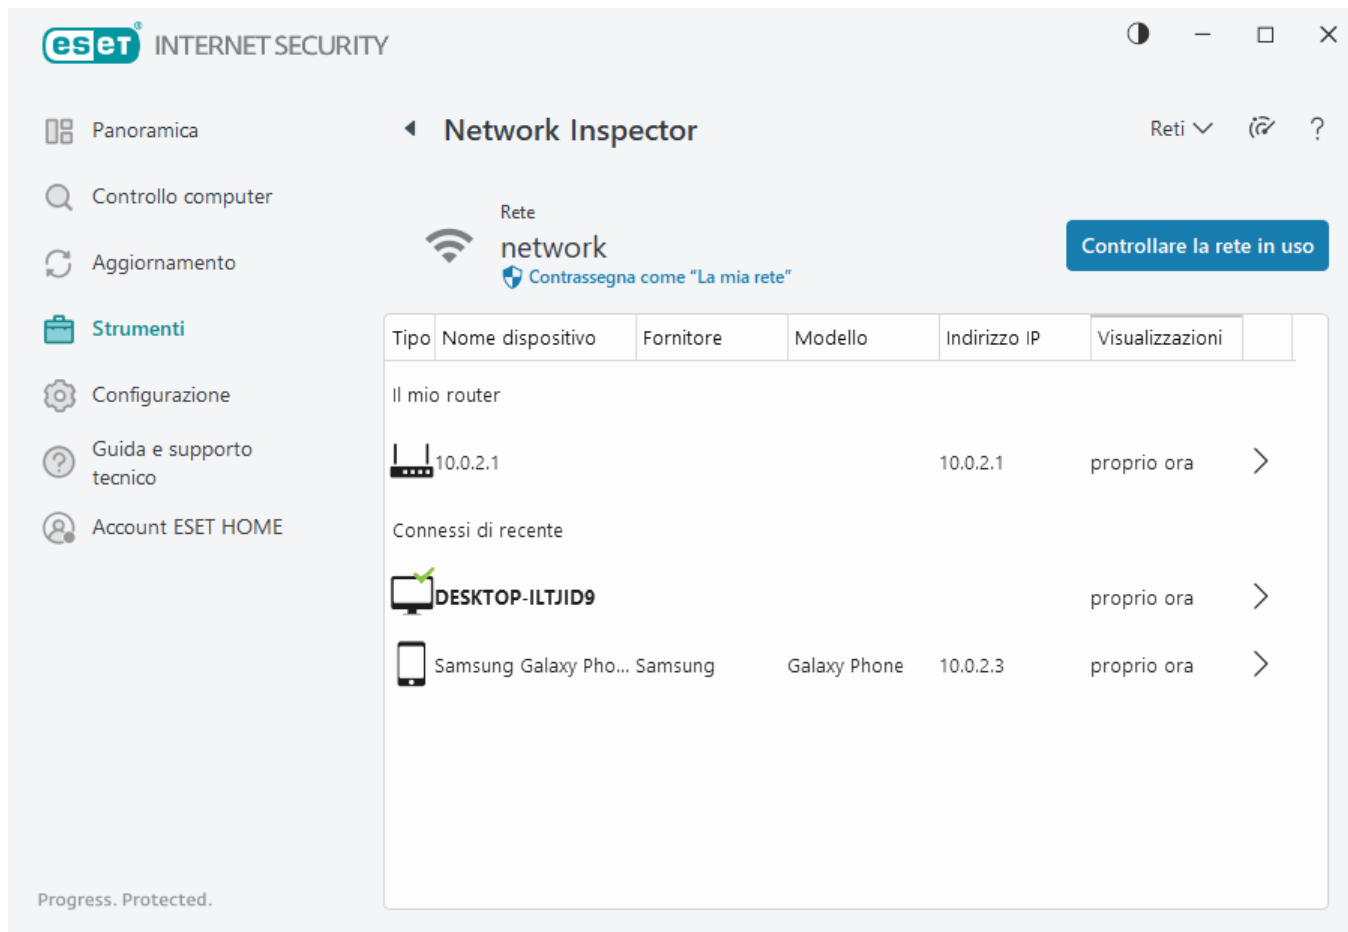 eset® INTERNET SECURITY
Panoramica
Controllo computer
Aggiornamento
Strumenti
Configurazione
Guida e supporto
tecnico
Account ESET HOME
Progress. Protected.
Network Inspector
Reti
?
Rete
network
Contrassegna come “La mia rete”
Controllare la rete in uso
Tipo Nome dispositivo Fornitore Modello Indirizzo IP Visualizzazioni
Il mio router
10.0.2.1 10.0.2.1 proprio ora
Connessi di recente
DESKTOP-ILTJID9 proprio ora
Samsung Galaxy Pho... Samsung Galaxy Phone 10.0.2.3 proprio ora